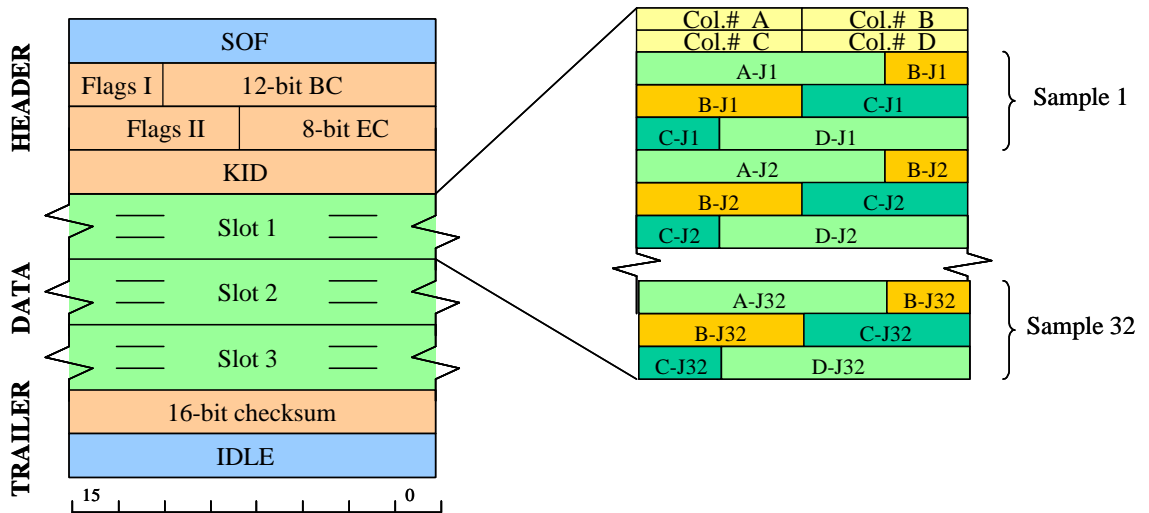 HEADER
SOF
Flags I
12-bit BC
Flags II
8-bit EC
KID
DATA
Slot 1
Slot 2
Slot 3
TRAILER
16-bit checksum
IDLE
15
0
Col.# A
Col.# B
Col.# C
Col.# D
A-J1
B-J1
B-J1
C-J1
C-J1
D-J1
Sample 1
A-J2
B-J2
B-J2
C-J2
C-J2
D-J2
A-J32
B-J32
B-J32
C-J32
C-J32
D-J32
Sample 32